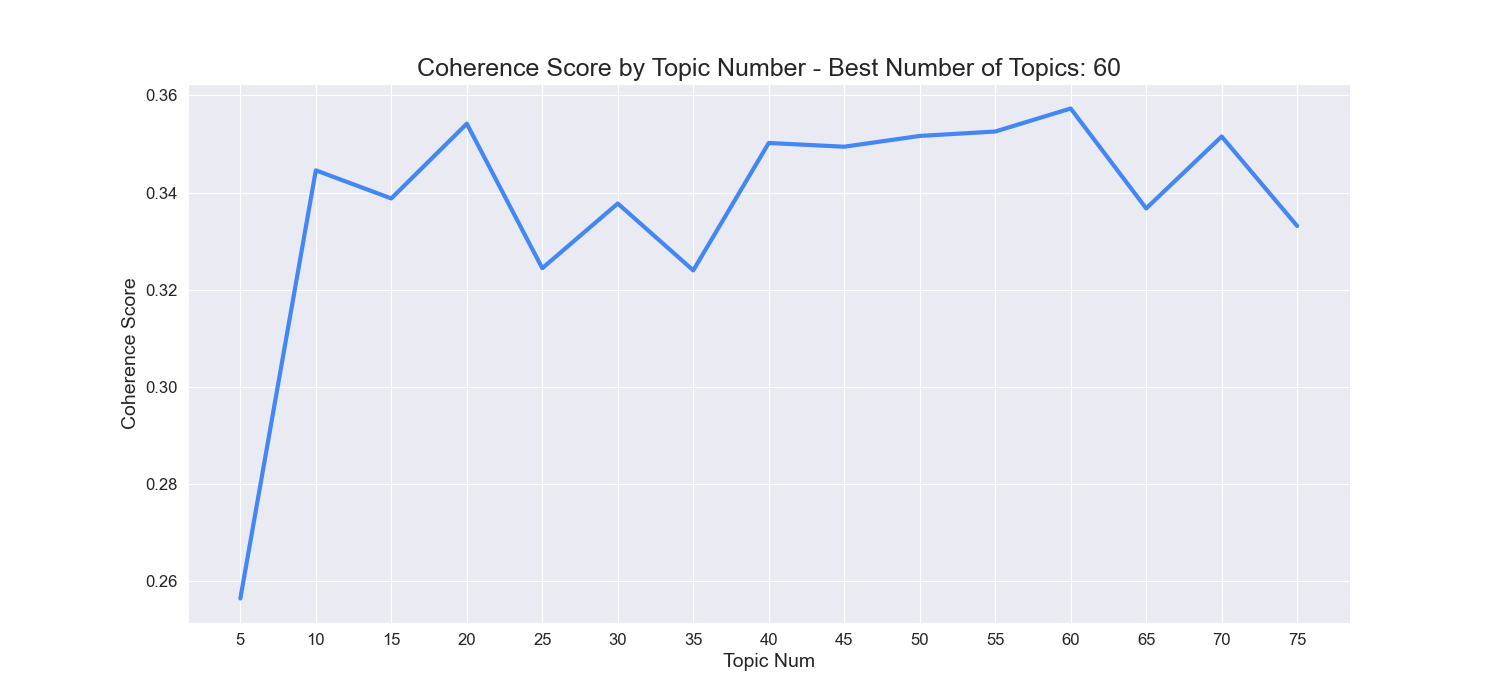 Coherence Score by Topic Number - Best Number of Topics: 60
Coherence Score
0.36
0.34
0.32
0.30
0.28
0.26
5 10 15 20 25 30 35 40 45 50 55 60 65 70 75
Topic Num